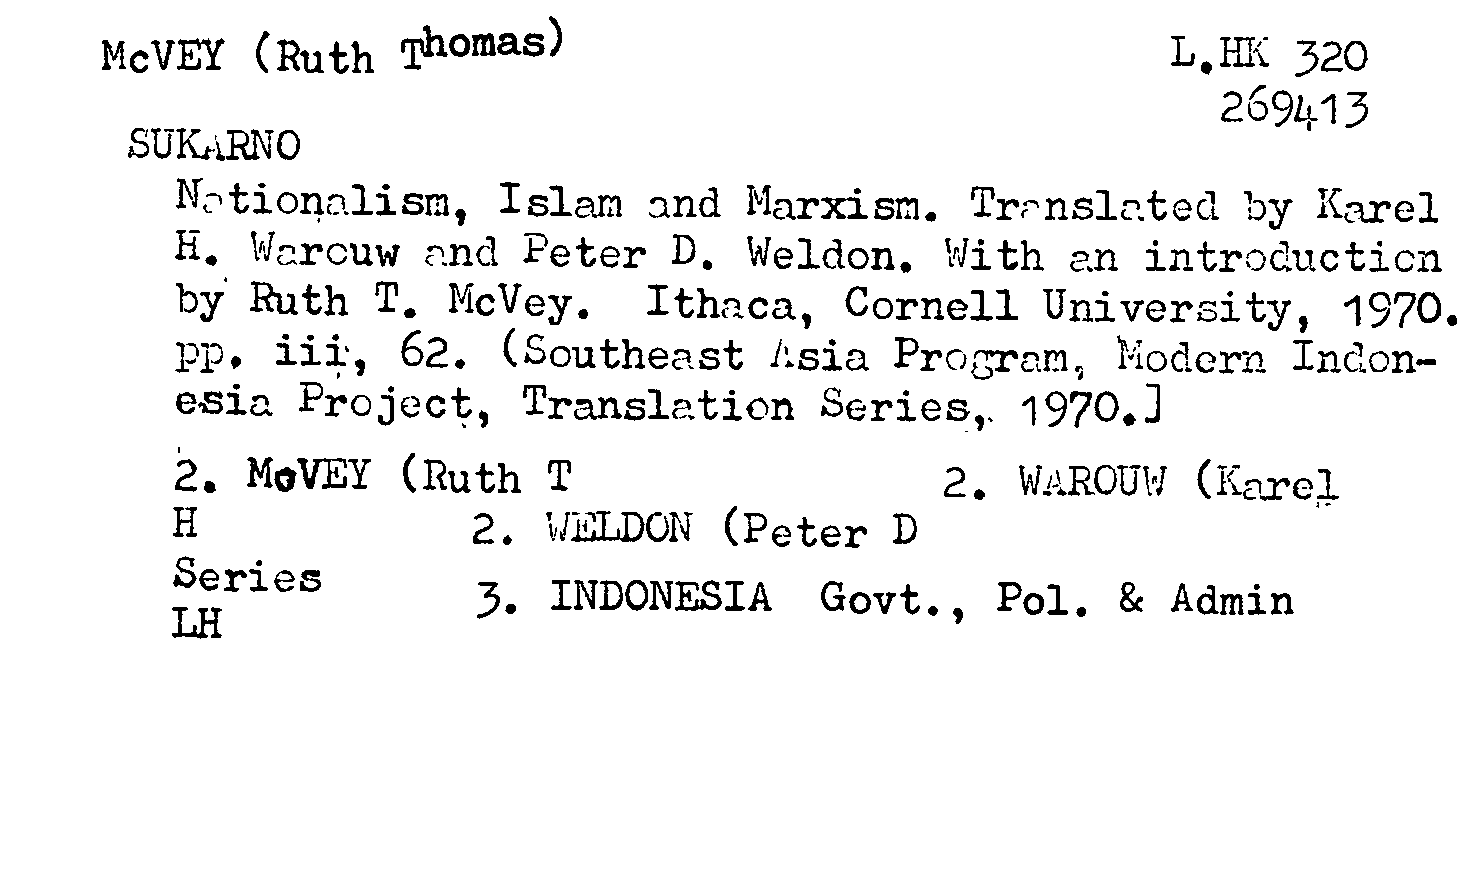 McVEY (Ruth Thomas)
L.HK 320
269413
SUKARNO
Nationalism, Islam and Marxism. Translated by Karel
H. Warouw and Peter D. Weldon. With an introduction
by Ruth T. McVey. Ithaca, Cornell University, 1970.
pp. iii, 62. (Southeast Asia Program, Modern Indon-
esia Project, Translation Series, 1970.]
2. McVEY (Ruth T
2. WAROUW (Karel
H
2. WELDON (Peter D
Series
3. INDONESIA Govt., Pol. & Admin
LH